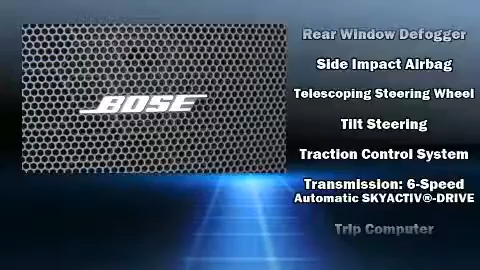 BOSE
Rear Window Defogger
Side Impact Airbag
Telescoping Steering Wheel
Tilt Steering
Traction Control System
Transmission: 6-Speed
Automatic SKYACTIV®-DRIVE
Trip Computer